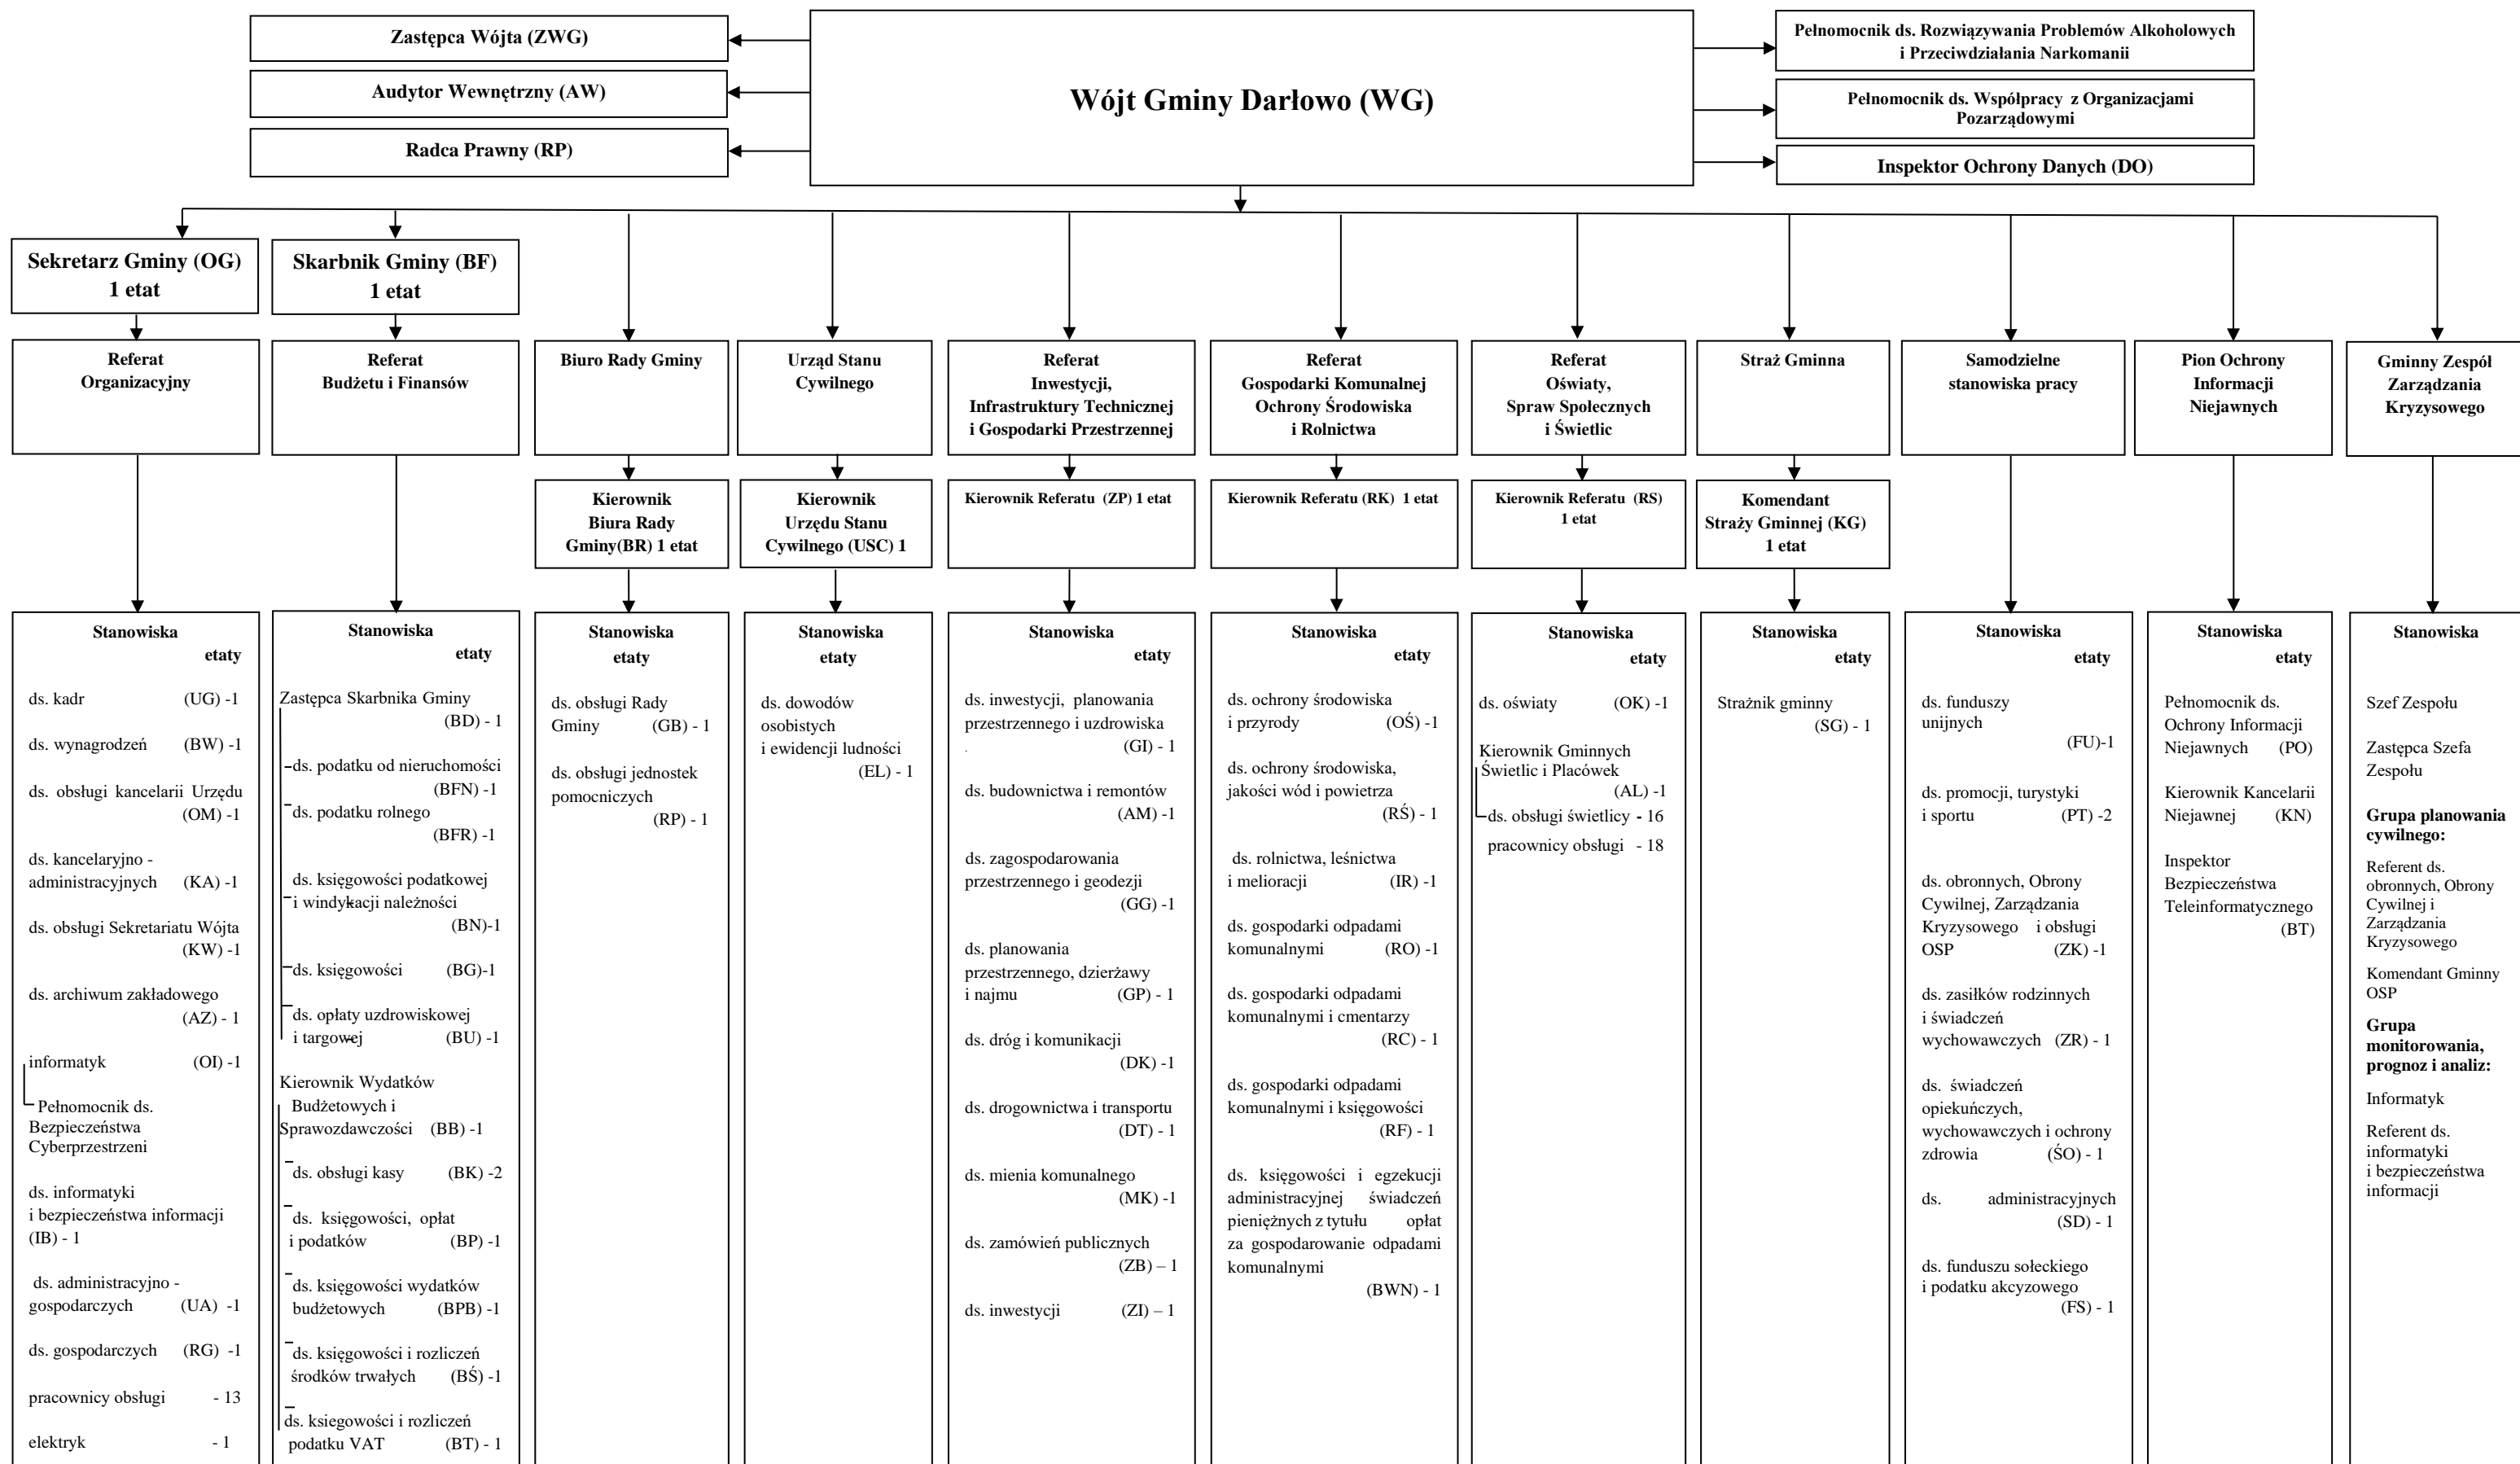 Zastępca Wójta (ZWG)
Audytor Wewnętrzny (AW)
Radca Prawny (RP)
Wójt Gminy Darłowo (WG)
Pełnomocnik ds. Rozwiązywania Problemów Alkoholowych
i Przeciwdziałania Narkomanii
Pełnomocnik ds. Współpracy z Organizacjami
Pozarządowymi
Inspektor Ochrony Danych (DO)
Sekretarz Gminy (OG)
1 etat
Skarbnik Gminy (BF)
1 etat
Referat
Organizacyjny
Referat
Budżetu i Finansów
Biuro Rady Gminy
Urząd Stanu
Cywilnego
Referat
Inwestycji,
Infrastruktury Technicznej
i Gospodarki Przestrzennej
Referat
Gospodarki Komunalnej
Ochrony Środowiska
i Rolnictwa
Referat
Oświaty,
Spraw Społecznych
i Świetlic
Straż Gminna
Samodzielne
stanowiska pracy
Pion Ochrony
Informacji
Niejawnych
Gminny Zespół
Zarządzania
Kryzysowego
Kierownik
Biura Rady
Gminy(BR) 1 etat
Kierownik
Urzędu Stanu
Cywilnego (USC) 1
Kierownik Referatu (ZP) 1 etat
Kierownik Referatu (RK) 1 etat
Kierownik Referatu (RS)
1 etat
Komendant
Straży Gminnej (KG)
1 etat
Stanowiska
etaty
ds. kadr (UG) -1
ds. wynagrodzeń (BW) -1
ds. obsługi kancelarii Urzędu
(OM) -1
ds. kancelaryjno -
administracyjnych (KA) -1
ds. obsługi Sekretariatu Wójta
(KW) -1
ds. archiwum zakładowego
(AZ) - 1
informatyk (OI) -1
Pełnomocnik ds.
Bezpieczeństwa
Cyberprzestrzeni
ds. informatyki
i bezpieczeństwa informacji
(IB) - 1
ds. administracyjno -
gospodarczych (UA) -1
ds. gospodarczych (RG) -1
pracownicy obsługi - 13
elektryk - 1
Stanowiska
etaty
Zastępca Skarbnika Gminy
(BD) - 1
ds. podatku od nieruchomości
(BFN) -1
ds. podatku rolnego
(BFR) -1
ds. księgowości podatkowej
i windykacji należności
(BN)-1
ds. księgowości (BG)-1
ds. opłaty uzdrowiskowej
i targowej (BU) -1
Kierownik Wydatków
Budżetowych i
Sprawozdawczości (BB) -1
ds. obsługi kasy (BK) -2
ds. księgowości, opłat
i podatków (BP) -1
ds. księgowości wydatków
budżetowych (BPB) -1
ds. księgowości i rozliczeń
środków trwałych (BŚ) -1
ds. ksiegowości i rozliczeń
podatku VAT (BT) - 1
Stanowiska
etaty
ds. obsługi Rady
Gminy (GB) - 1
ds. obsługi jednostek
pomocniczych
(RP) - 1
Stanowiska
etaty
ds. dowodów
osobistych
i ewidencji ludności
(EL) - 1
Stanowiska
etaty
ds. inwestycji, planowania
przestrzennego i uzdrowiska
. (GI) - 1
ds. budownictwa i remontów
(AM) -1
ds. zagospodarowania
przestrzennego i geodezji
(GG) -1
ds. planowania
przestrzennego, dzierżawy
i najmu (GP) - 1
ds. dróg i komunikacji
(DK) -1
ds. drogownictwa i transportu
(DT) - 1
ds. mienia komunalnego
(MK) -1
ds. zamówień publicznych
(ZB) – 1
ds. inwestycji (ZI) – 1
Stanowiska
etaty
ds. ochrony środowiska
i przyrody (OŚ) -1
ds. ochrony środowiska,
jakości wód i powietrza
(RŚ) - 1
ds. rolnictwa, leśnictwa
i melioracji (IR) -1
ds. gospodarki odpadami
komunalnymi (RO) -1
ds. gospodarki odpadami
komunalnymi i cmentarzy
(RC) - 1
ds. gospodarki odpadami
komunalnymi i księgowości
(RF) - 1
ds. księgowości i egzekucji
administracyjnej świadczeń
pieniężnych z tytułu opłat
za gospodarowanie odpadami
komunalnymi
(BWN) - 1
Stanowiska
etaty
ds. oświaty (OK) -1
Kierownik Gminnych
Świetlic i Placówek
(AL) -1
ds. obsługi świetlicy - 16
pracownicy obsługi - 18
Stanowiska
etaty
Strażnik gminny
(SG) - 1
Stanowiska
etaty
ds. funduszy
unijnych
(FU)-1
ds. promocji, turystyki
i sportu (PT) -2
ds. obronnych, Obrony
Cywilnej, Zarządzania
Kryzysowego i obsługi
OSP (ZK) -1
ds. zasiłków rodzinnych
i świadczeń
wychowawczych (ZR) - 1
ds. świadczeń
opiekuńczych,
wychowawczych i ochrony
zdrowia (ŚO) - 1
ds. administracyjnych
(SD) - 1
ds. funduszu sołeckiego
i podatku akcyzowego
(FS) - 1
Stanowiska
etaty
Pełnomocnik ds.
Ochrony Informacji
Niejawnych (PO)
Kierownik Kancelarii
Niejawnej (KN)
Inspektor
Bezpieczeństwa
Teleinformatycznego
(BT)
Stanowiska
Szef Zespołu
Zastępca Szefa
Zespołu
Grupa planowania
cywilnego:
Referent ds.
obronnych, Obrony
Cywilnej i
Zarządzania
Kryzysowego
Komendant Gminny
OSP
Grupa
monitorowania,
prognoz i analiz:
Informatyk
Referent ds.
informatyki
i bezpieczeństwa
informacji